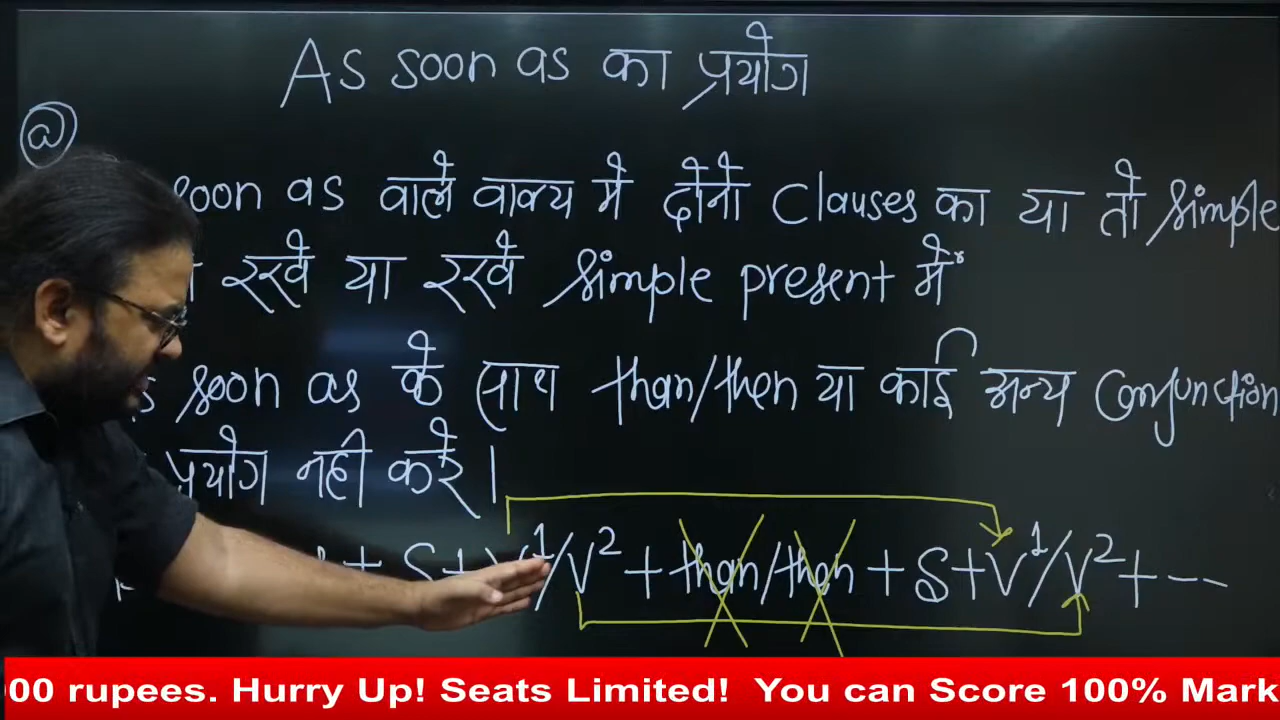 As soon as का प्रयोग
@
soon as वाले वाक्य मे दोनो Clauses का या तो simple
रखे या रखे simple present में
soon as के साथ than/then या कोई अन्य Conjunction
प्रयोग नही करे।
+ S + V¹/V² + than/then + S + V¹/V² + ---
00 rupees. Hurry Up! Seats Limited! You can Score 100% Mark